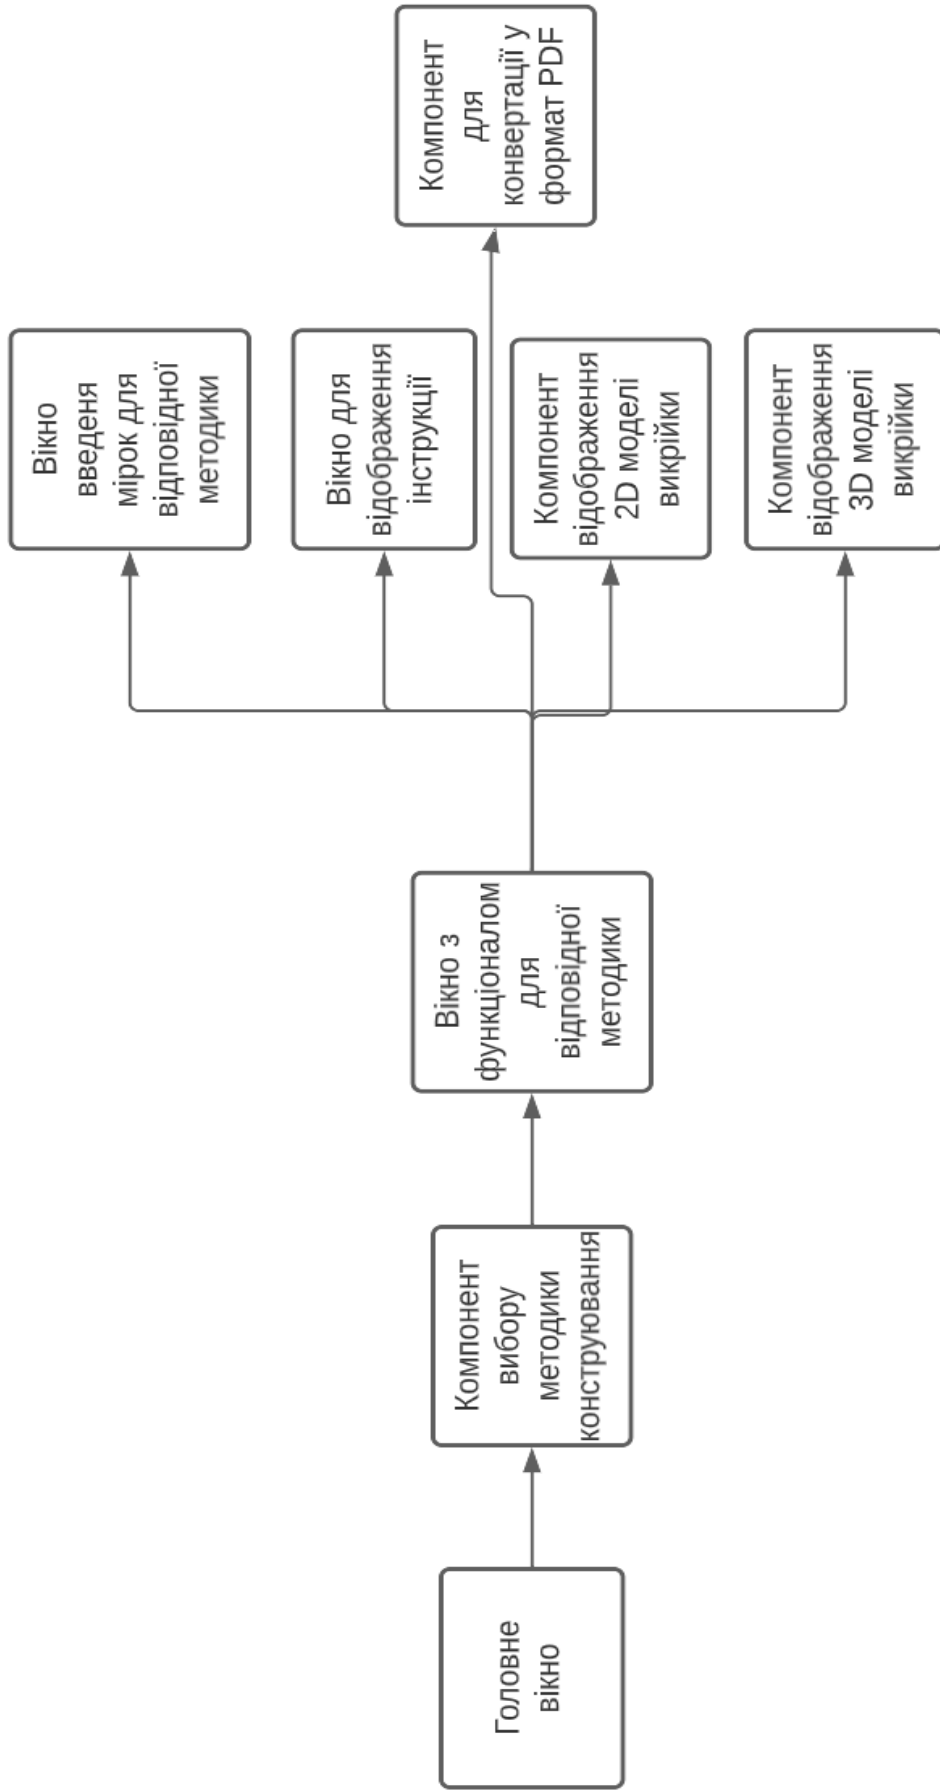 Головне
вікно
Компонент
вибору
методики
конструювання
Вікно з
функціоналом
для
відповідної
методики
Вікно
введеня
мірок для
відповідної
методики
Вікно для
відображення
інструкції
Компонент
відображення
2D моделі
викрійки
Компонент
відображення
3D моделі
викрійки
Компонент
для
конвертації у
формат PDF